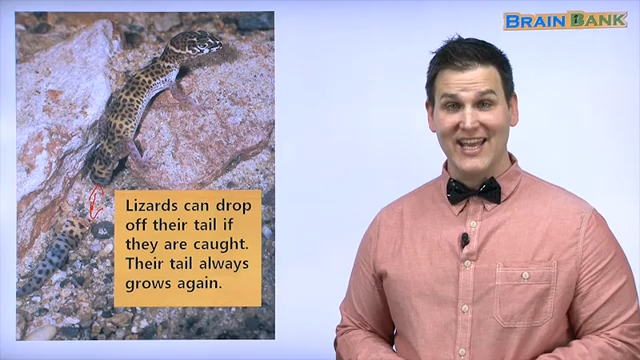 BRAIN BANK
Lizards can drop
off their tail if
they are caught.
Their tail always
grows again.